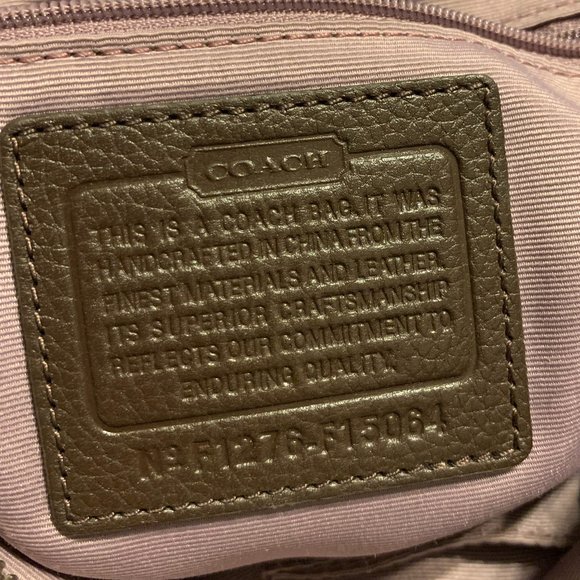 COACH
THIS IS A COACH BAG. IT WAS
HANDCRAFTED IN CHINA FROM THE
FINEST MATERIALS AND LEATHER.
ITS SUPERIOR CRAFTSMANSHIP
REFLECTS OUR COMMITMENT TO
ENDURING QUALITY.
Nº F1276-F15064